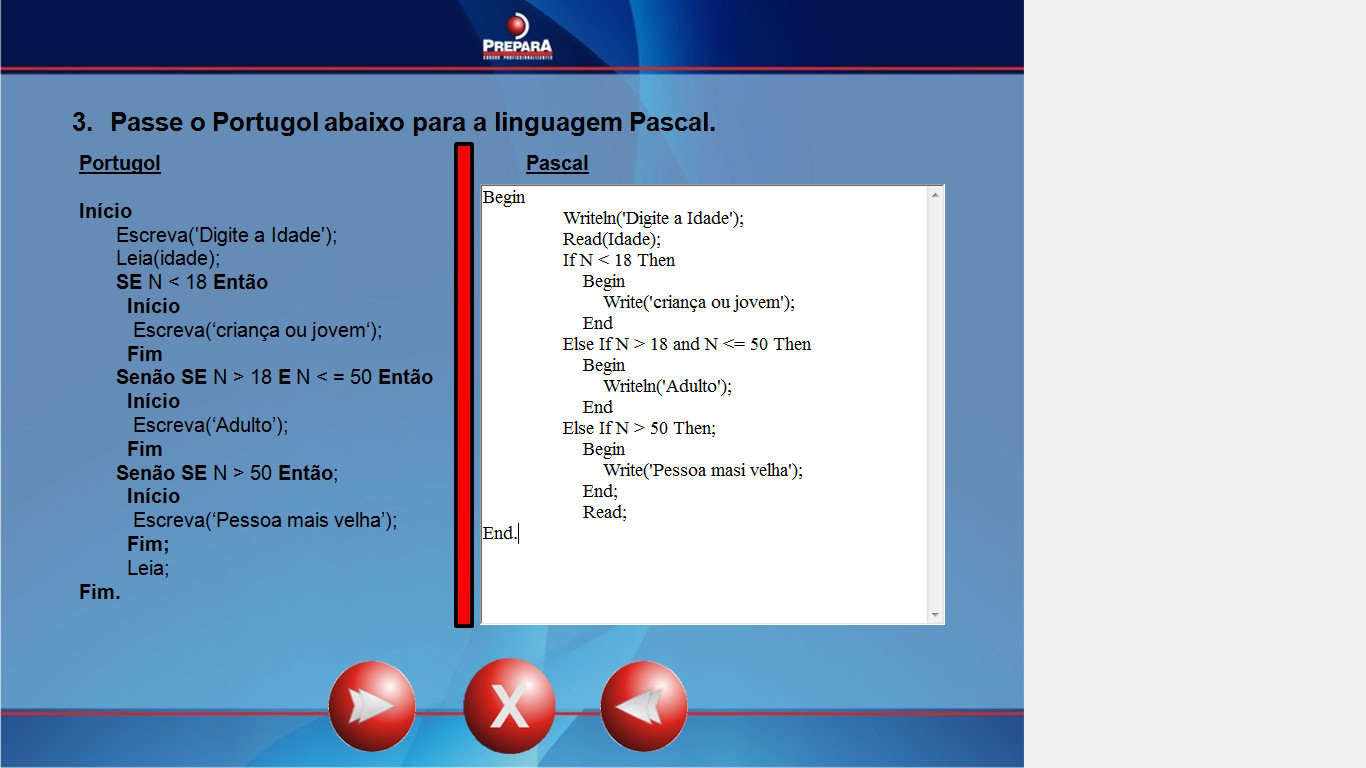 PREPARA
CURSOS PROFISSIONALIZANTES
3. Passe o Portugol abaixo para a linguagem Pascal.
Portugol
Início
Escreva('Digite a Idade');
Leia(idade);
SE N < 18 Então
Início
Escreva(‘criança ou jovem‘);
Fim
Senão SE N > 18 E N < = 50 Então
Início
Escreva(‘Adulto’);
Fim
Senão SE N > 50 Então;
Início
Escreva(‘Pessoa mais velha’);
Fim;
Leia;
Fim.
Pascal
Begin
Writeln('Digite a Idade');
Read(Idade);
If N < 18 Then
Begin
Write('criança ou jovem');
End
Else If N > 18 and N <= 50 Then
Begin
Writeln('Adulto');
End
Else If N > 50 Then;
Begin
Write('Pessoa masi velha');
End;
Read;
End.
X